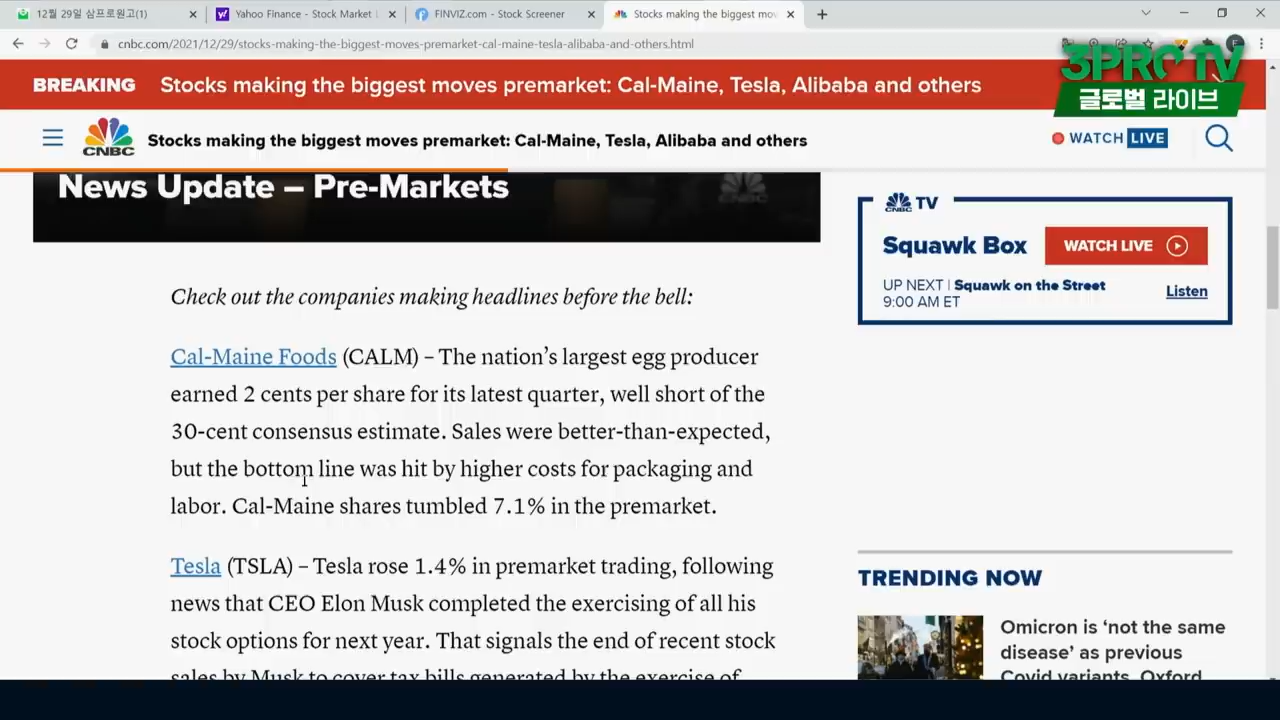 12월 29일 삼프로원고(1)
Yahoo Finance - Stock Market L
FINVIZ.com - Stock Screener
Stocks making the biggest mov
cnbc.com/2021/12/29/stocks-making-the-biggest-moves-premarket-cal-maine-tesla-alibaba-and-others.html
3PROTV
글로벌 라이브
BREAKING Stocks making the biggest moves premarket: Cal-Maine, Tesla, Alibaba and others
CNBC Stocks making the biggest moves premarket: Cal-Maine, Tesla, Alibaba and others
WATCH LIVE
News Update – Pre-Markets
CNBC
Check out the companies making headlines before the bell:
Cal-Maine Foods (CALM) – The nation’s largest egg producer
earned 2 cents per share for its latest quarter, well short of the
30-cent consensus estimate. Sales were better-than-expected,
but the bottom line was hit by higher costs for packaging and
labor. Cal-Maine shares tumbled 7.1% in the premarket.
Tesla (TSLA) – Tesla rose 1.4% in premarket trading, following
news that CEO Elon Musk completed the exercising of all his
stock options for next year. That signals the end of recent stock
sales by Musk to cover tax bills generated by the exercise of
CNBC TV
Squawk Box
WATCH LIVE
UP NEXT | Squawk on the Street
9:00 AM ET
Listen
TRENDING NOW
Omicron is ‘not the same
disease’ as previous
Covid variants, Oxford